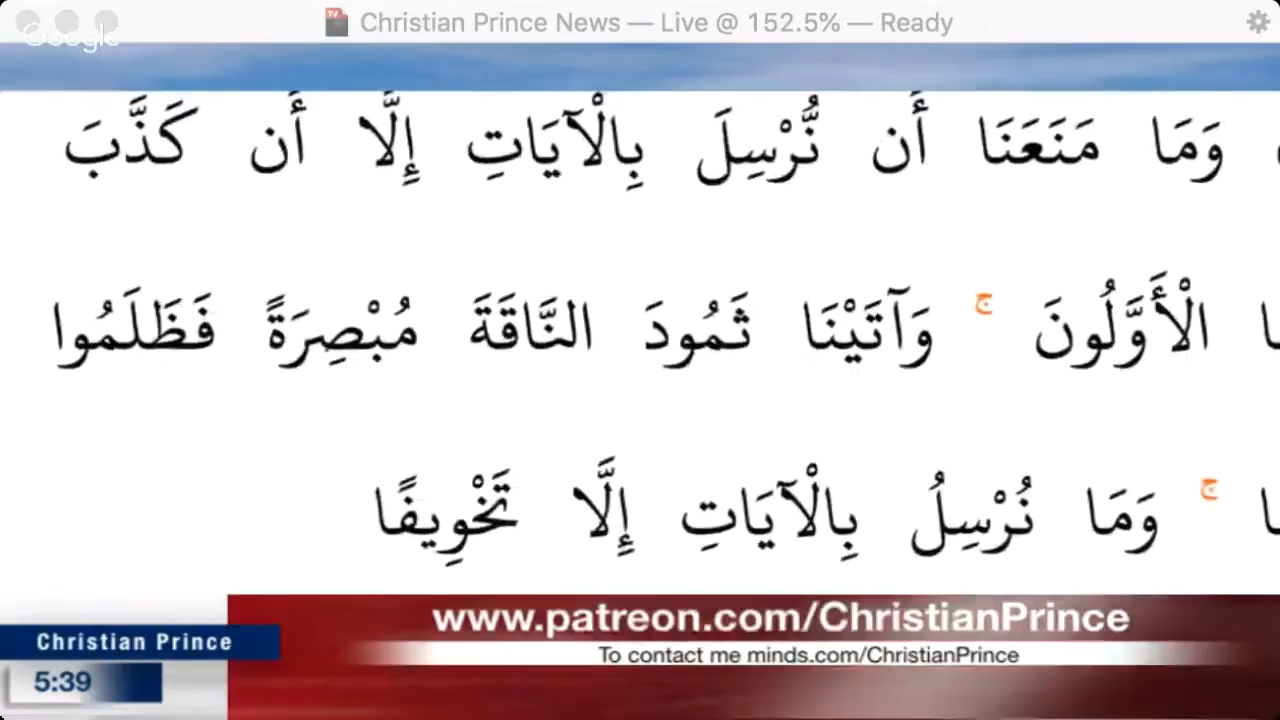 Christian Prince News — Live @ 152.5% — Ready
Google
وَمَا مَنَعَنَا أَن نُّرْسِلَ بِالْآيَاتِ إِلَّا أَن كَذَّبَ
الْأَوَّلُونَ ۚ وَآتَيْنَا ثَمُودَ النَّاقَةَ مُبْصِرَةً فَظَلَمُوا
ۚ وَمَا نُرْسِلُ بِالْآيَاتِ إِلَّا تَخْوِيفًا
www.patreon.com/ChristianPrince
Christian Prince
To contact me minds.com/ChristianPrince
5:39